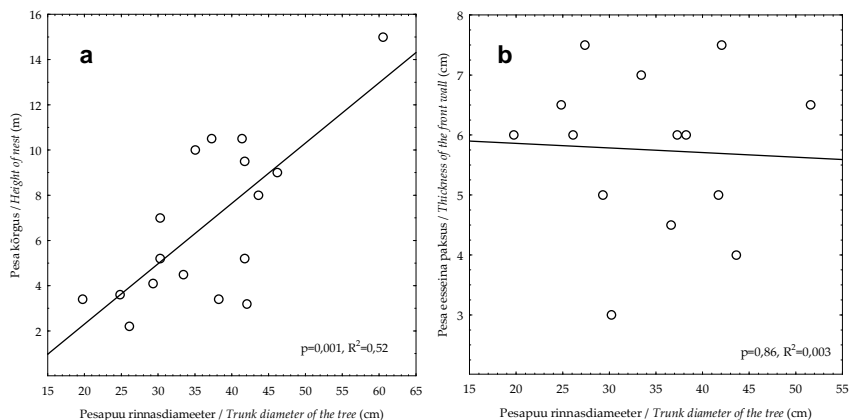 a
Pesa kõrgus / Height of nest (m)
16
14
12
10
8
6
4
2
15 20 25 30 35 40 45 50 55 60 65
p=0,001, R²=0,52
Pesapuu rinnasdiameeter / Trunk diameter of the tree (cm)
b
Pesa eesseina paksus / Thickness of the front wall (cm)
8
7
6
5
4
3
15 20 25 30 35 40 45 50 55
p=0,86, R²=0,003
Pesapuu rinnasdiameeter / Trunk diameter of the tree (cm)